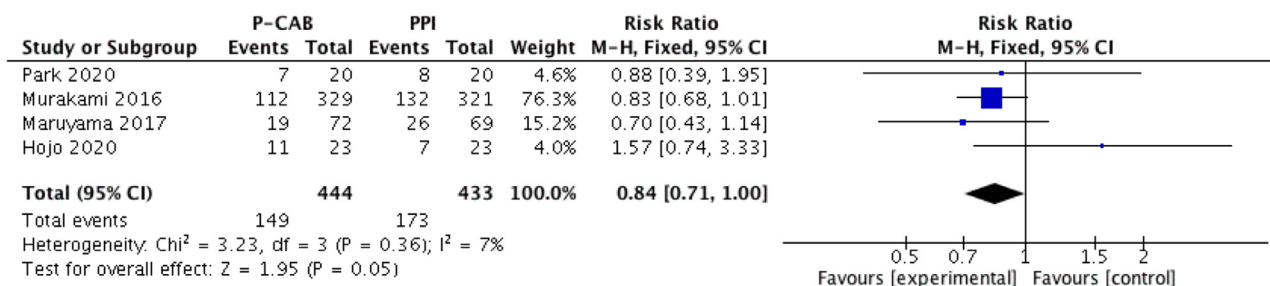 P-CAB PPI Risk Ratio Risk Ratio
Study or Subgroup Events Total Events Total Weight M-H, Fixed, 95% CI M-H, Fixed, 95% CI
Park 2020 7 20 8 20 4.6% 0.88 [0.39, 1.95]
Murakami 2016 112 329 132 321 76.3% 0.83 [0.68, 1.01]
Maruyama 2017 19 72 26 69 15.2% 0.70 [0.43, 1.14]
Hojo 2020 11 23 7 23 4.0% 1.57 [0.74, 3.33]
Total (95% CI) 444 433 100.0% 0.84 [0.71, 1.00]
Total events 149 173
Heterogeneity: Chi² = 3.23, df = 3 (P = 0.36); I² = 7%
Test for overall effect: Z = 1.95 (P = 0.05)
0.5 0.7 1 1.5 2
Favours [experimental] Favours [control]